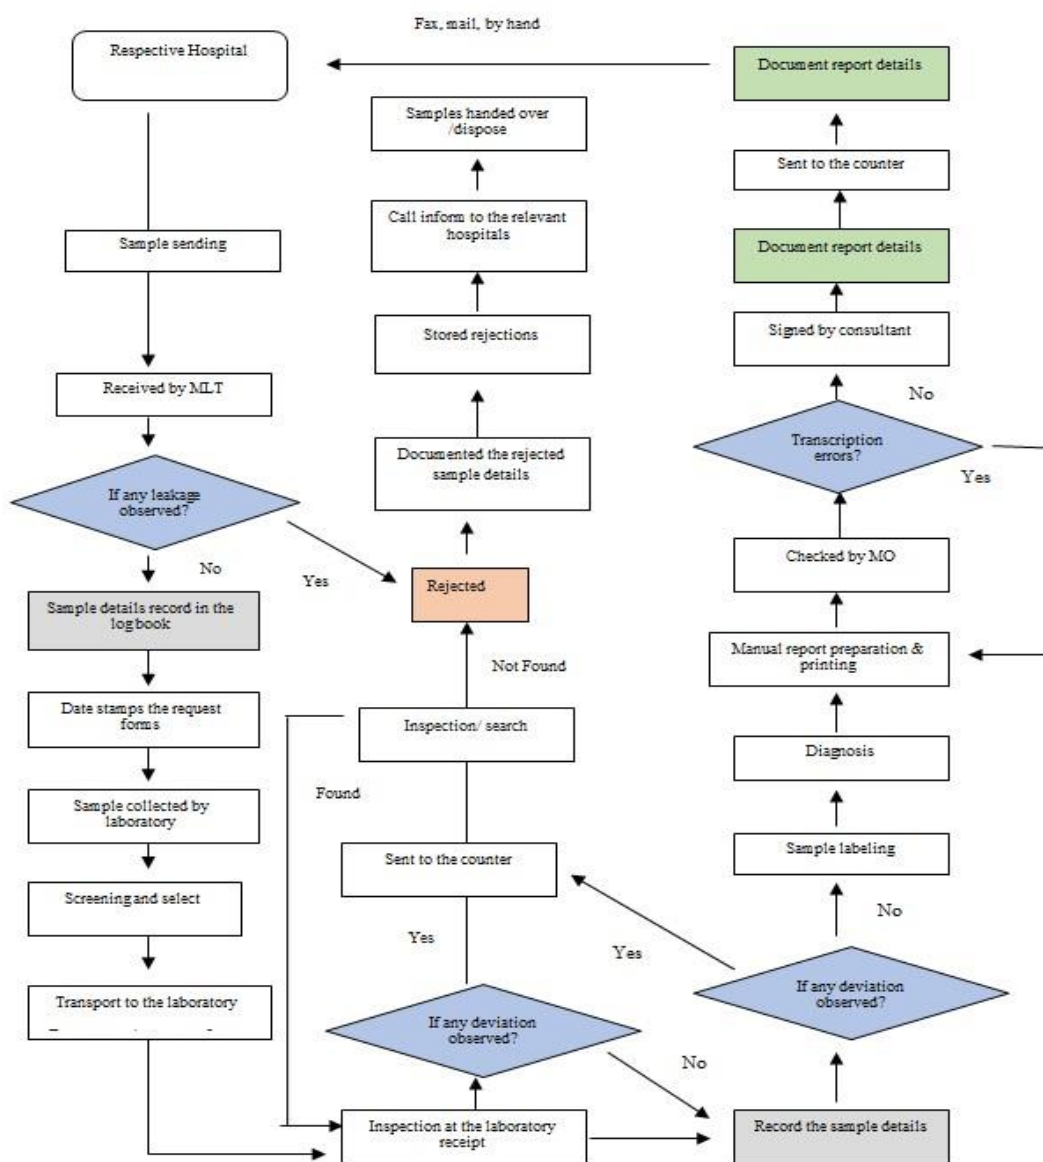 Fax, mail, by hand
Respective Hospital
Document report details
Samples handed over
/dispose
Sent to the counter
Call inform to the relevant
hospitals
Sample sending
Document report details
Stored rejections
Signed by consultant
Received by MLT
No
Transcription
errors?
Yes
Documented the rejected
sample details
If any leakage
observed?
No
Yes
Rejected
Checked by MO
Sample details record in the
logbook
Not Found
Manual report preparation &
printing
Date stamps the request
forms
Inspection/ search
Diagnosis
Found
Sample collected by
laboratory
Sent to the counter
Sample labeling
Screening and select
Yes
Yes
No
Transport to the laboratory
If any deviation
observed?
If any deviation
observed?
No
Inspection at the laboratory
receipt
Record the sample details